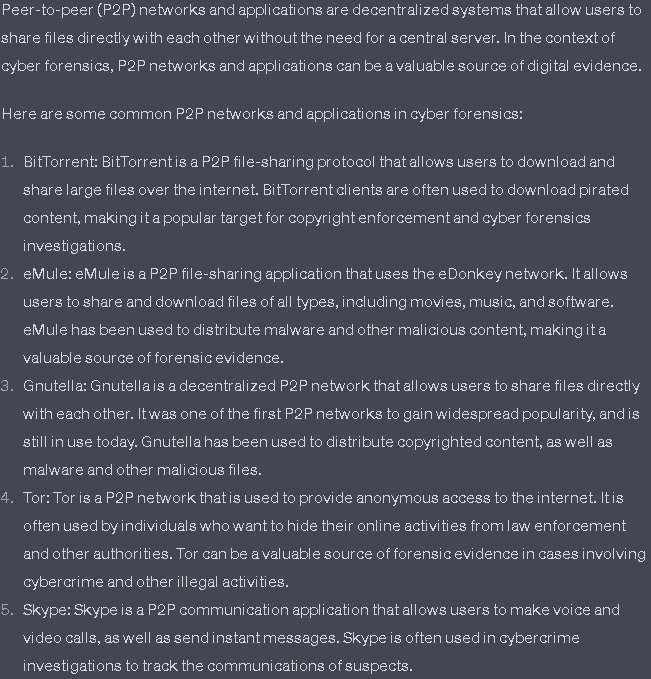 Peer-to-peer (P2P) networks and applications are decentralized systems that allow users to
share files directly with each other without the need for a central server. In the context of
cyber forensics, P2P networks and applications can be a valuable source of digital evidence.
Here are some common P2P networks and applications in cyber forensics:
1. BitTorrent: BitTorrent is a P2P file-sharing protocol that allows users to download and
share large files over the internet. BitTorrent clients are often used to download pirated
content, making it a popular target for copyright enforcement and cyber forensics
investigations.
2. eMule: eMule is a P2P file-sharing application that uses the eDonkey network. It allows
users to share and download files of all types, including movies, music, and software.
eMule has been used to distribute malware and other malicious content, making it a
valuable source of forensic evidence.
3. Gnutella: Gnutella is a decentralized P2P network that allows users to share files directly
with each other. It was one of the first P2P networks to gain widespread popularity, and is
still in use today. Gnutella has been used to distribute copyrighted content, as well as
malware and other malicious files.
4. Tor: Tor is a P2P network that is used to provide anonymous access to the internet. It is
often used by individuals who want to hide their online activities from law enforcement
and other authorities. Tor can be a valuable source of forensic evidence in cases involving
cybercrime and other illegal activities.
5. Skype: Skype is a P2P communication application that allows users to make voice and
video calls, as well as send instant messages. Skype is often used in cybercrime
investigations to track the communications of suspects.